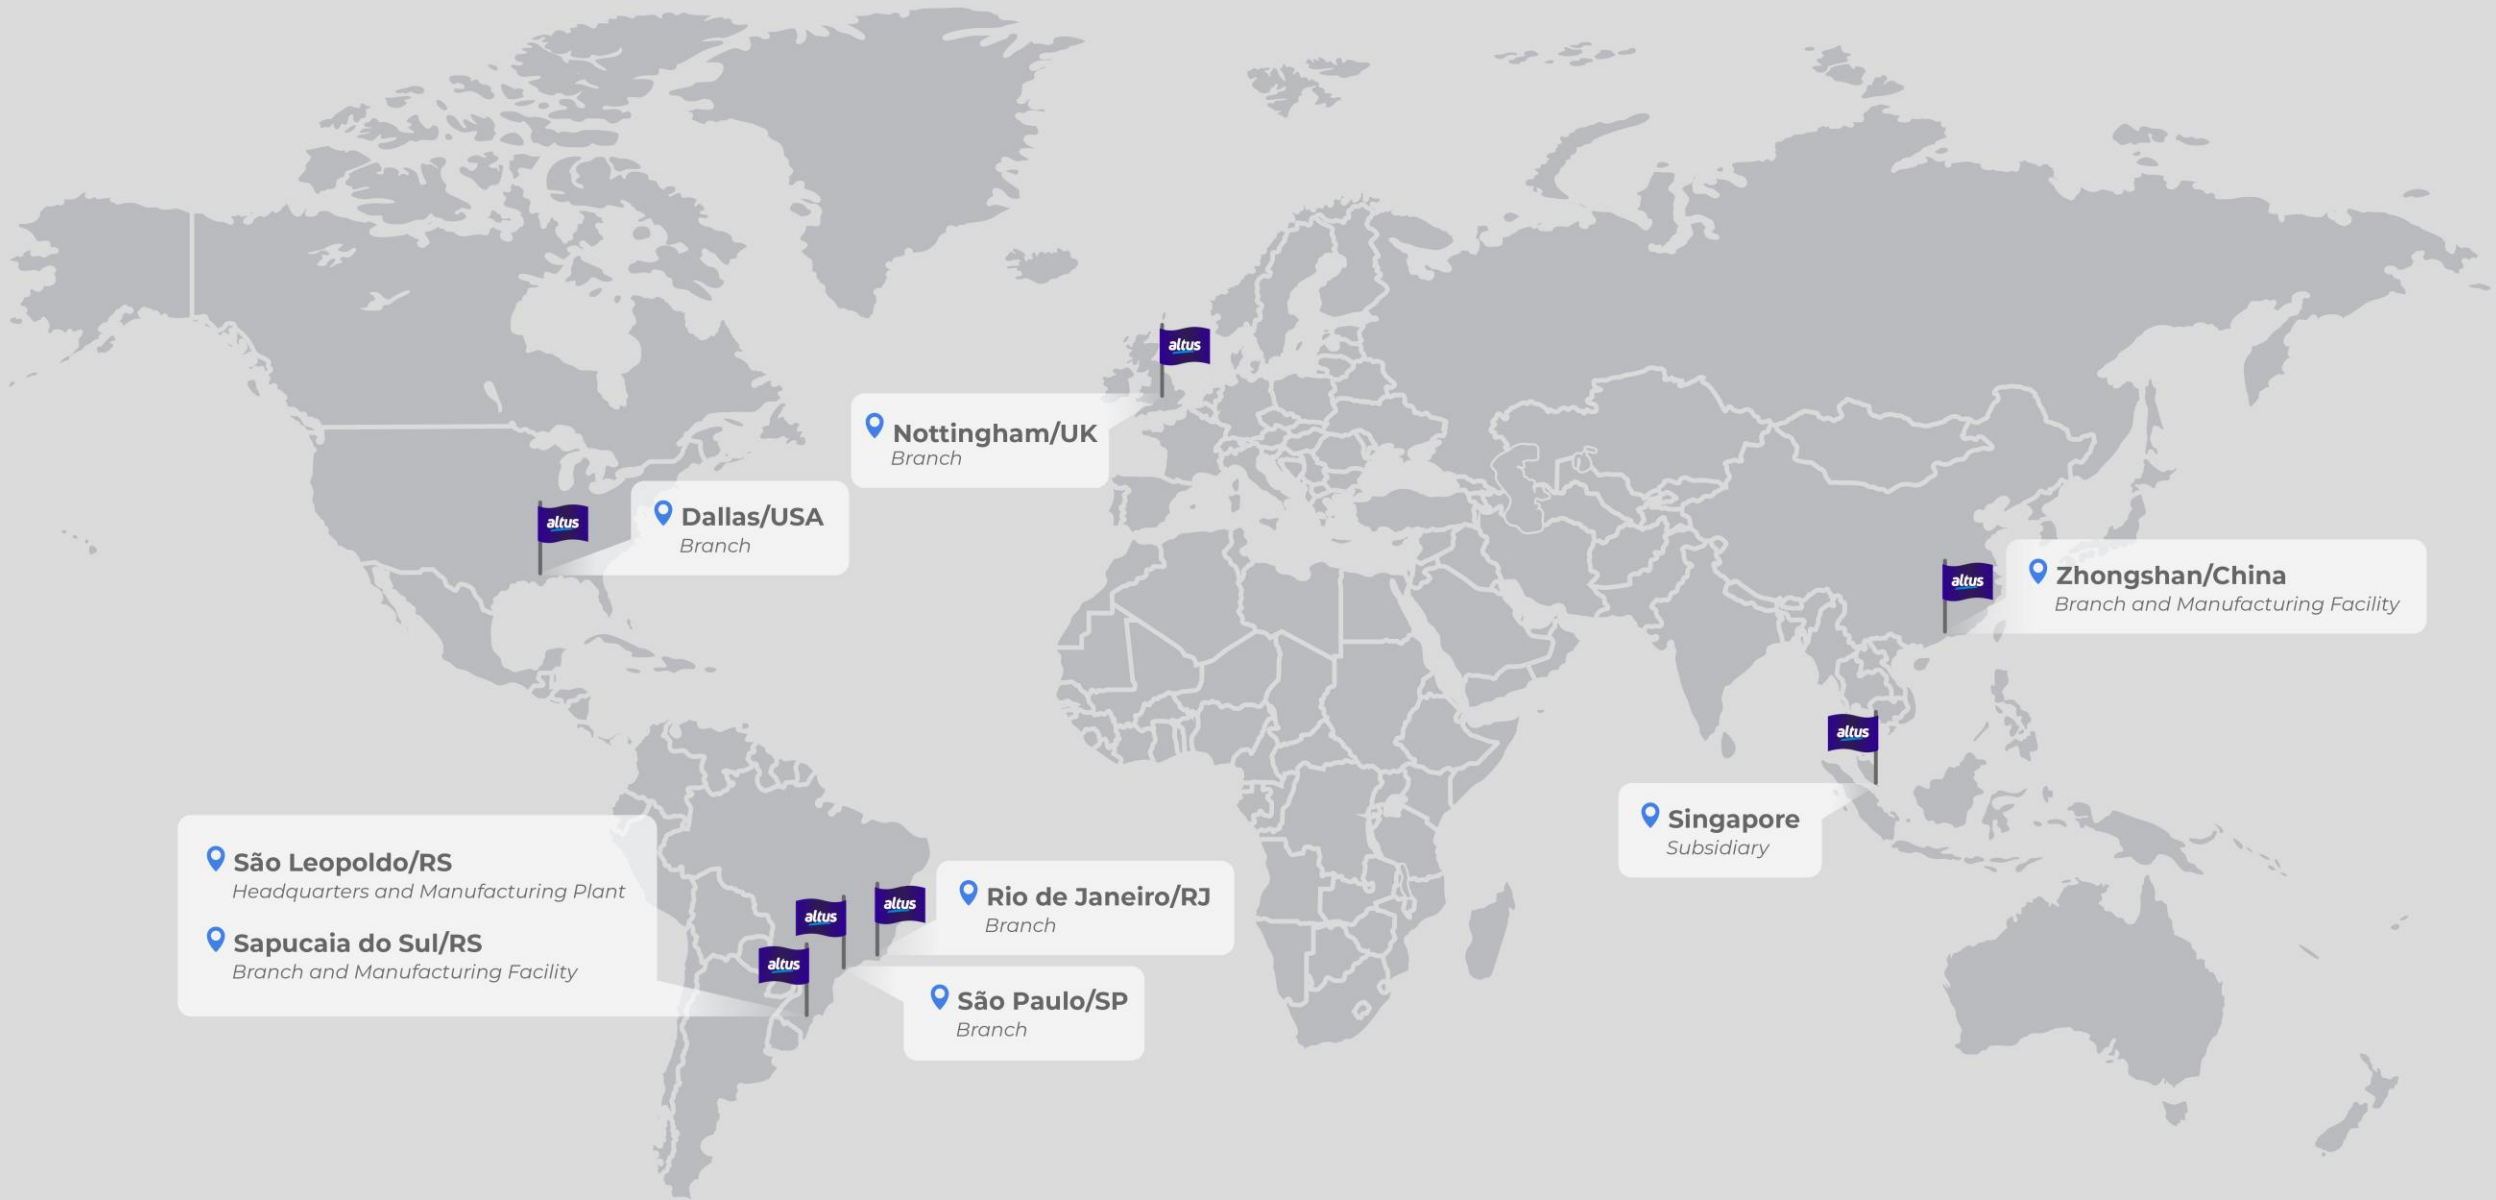 altus
Nottingham/UK
Branch
altus
Dallas/USA
Branch
altus
Zhongshan/China
Branch and Manufacturing Facility
altus
Singapore
Subsidiary
São Leopoldo/RS
Headquarters and Manufacturing Plant
Sapucaia do Sul/RS
Branch and Manufacturing Facility
altus
altus
Rio de Janeiro/RJ
Branch
altus
São Paulo/SP
Branch